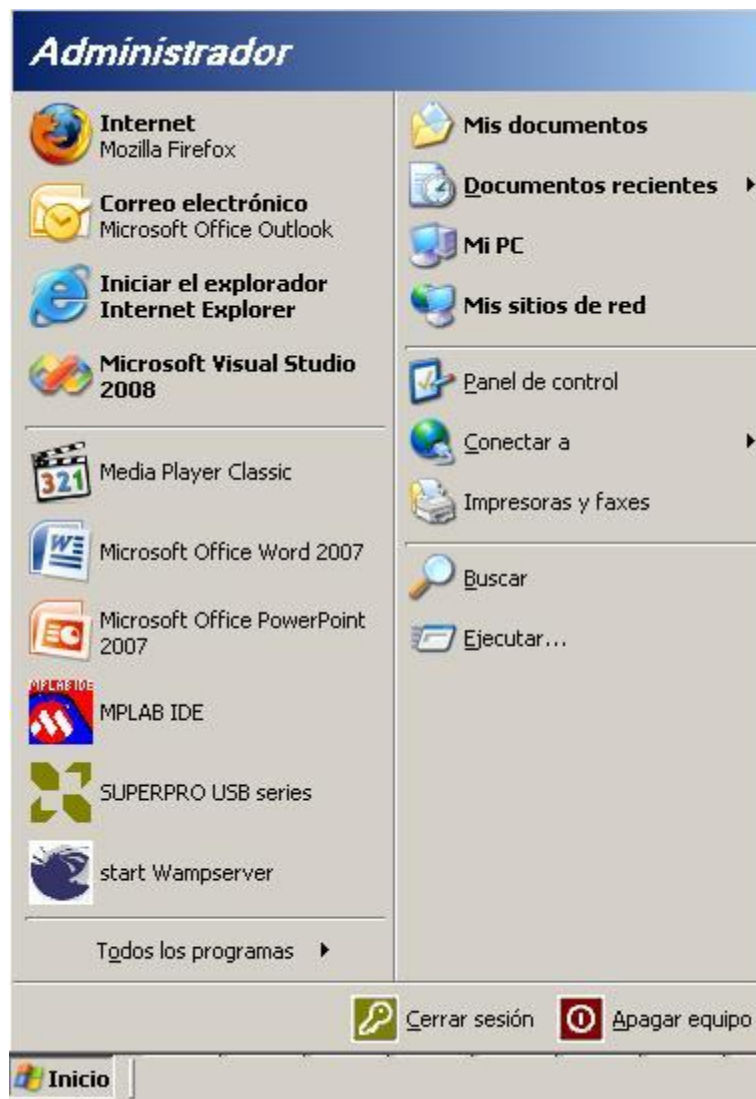 Administrador
Internet
Mozilla Firefox
Correo electrónico
Microsoft Office Outlook
Iniciar el explorador
Internet Explorer
Microsoft Visual Studio
2008
Media Player Classic
321
Microsoft Office Word 2007
Microsoft Office PowerPoint
2007
MPLAB IDE
MPLAB IDE
SUPERPRO USB series
start Wampserver
Todos los programas
Mis documentos
Documentos recientes
Mi PC
Mis sitios de red
Panel de control
Conectar a
Impresoras y faxes
Buscar
Ejecutar...
Cerrar sesión
Apagar equipo
Inicio